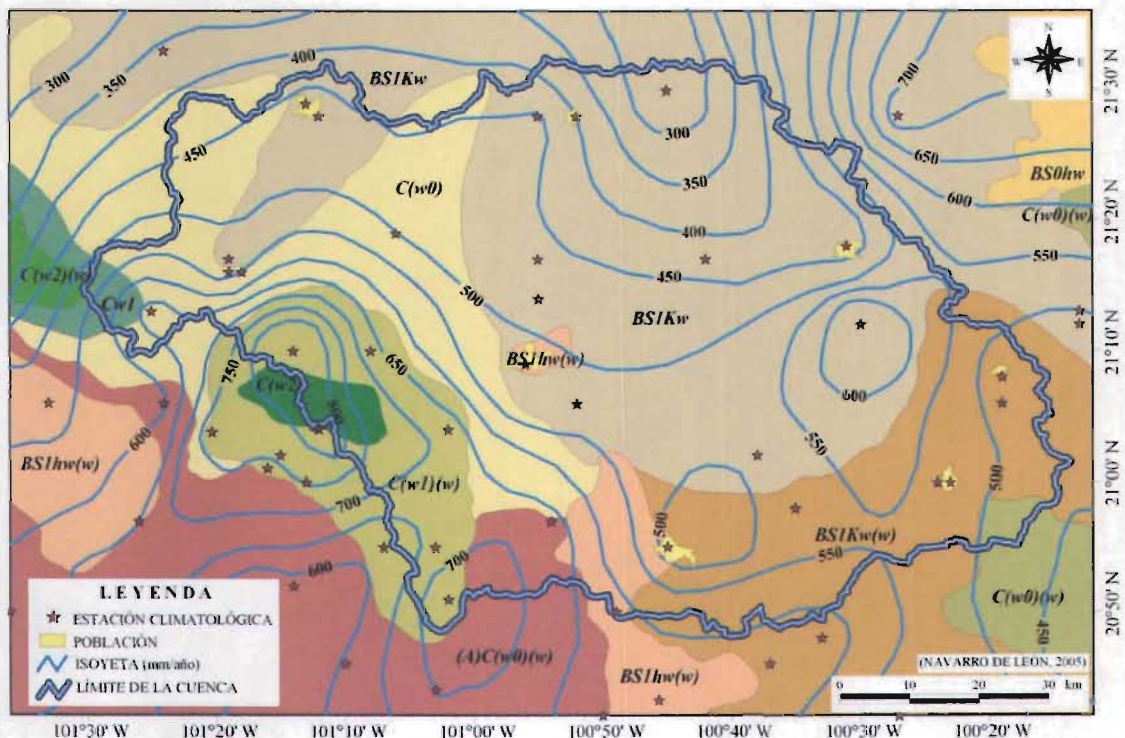 N
W E
S
300
350
400
BS1Kw
700
450
300
650
BS0hw
C(w0)
350
600
C(w0)(w)
400
550
C(w2)(w)
450
Cw1
500
BS1Kw
BS1hw(w)
650
750
C(w2)
600
800
600
550
BS1hw(w)
C(w1)(w)
500
700
500
BS1Kw(w)
550
700
600
C(w0)(w)
450
(A)C(w0)(w)
BS1hw(w)
LEYENDA
ESTACIÓN CLIMATOLÓGICA
POBLACIÓN
ISOYETA (mm/año)
LÍMITE DE LA CUENCA
(NAVARRO DE LEÓN, 2005)
0 10 20 30 km
21°30' N
21°20' N
21°10' N
21°00' N
20°50' N
101°30' W 101°20' W 101°10' W 101°00' W 100°50' W 100°40' W 100°30' W 100°20' W